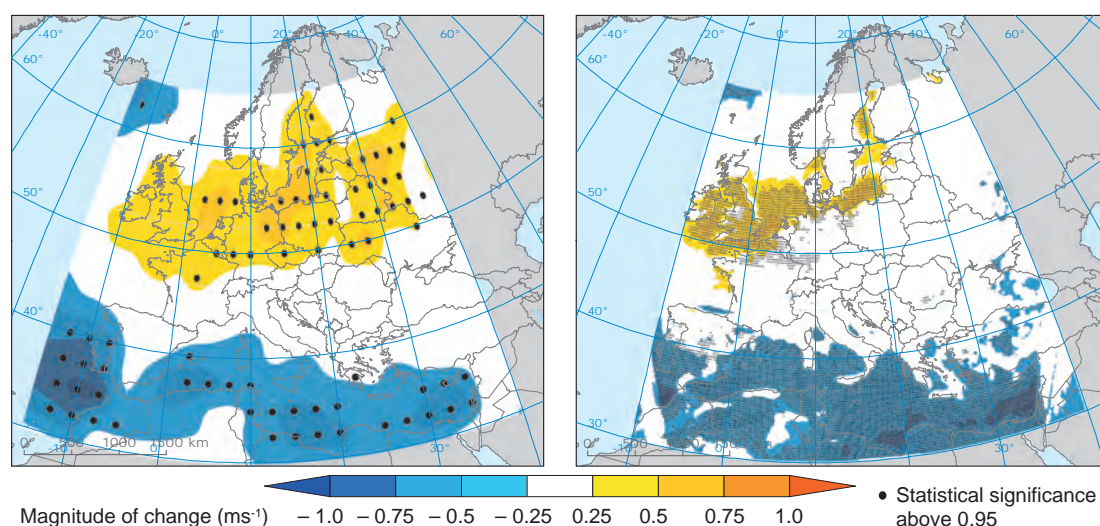 -40° -20° 0° 20° 40° 60°
60°
50°
40°
30°
0 500 1000 1500 km
-40° -20° 0° 20° 40° 60°
60°
50°
40°
30°
Magnitude of change (ms-1)
– 1.0 – 0.75 – 0.5 – 0.25 0.25 0.5 0.75 1.0
• Statistical significance
above 0.95